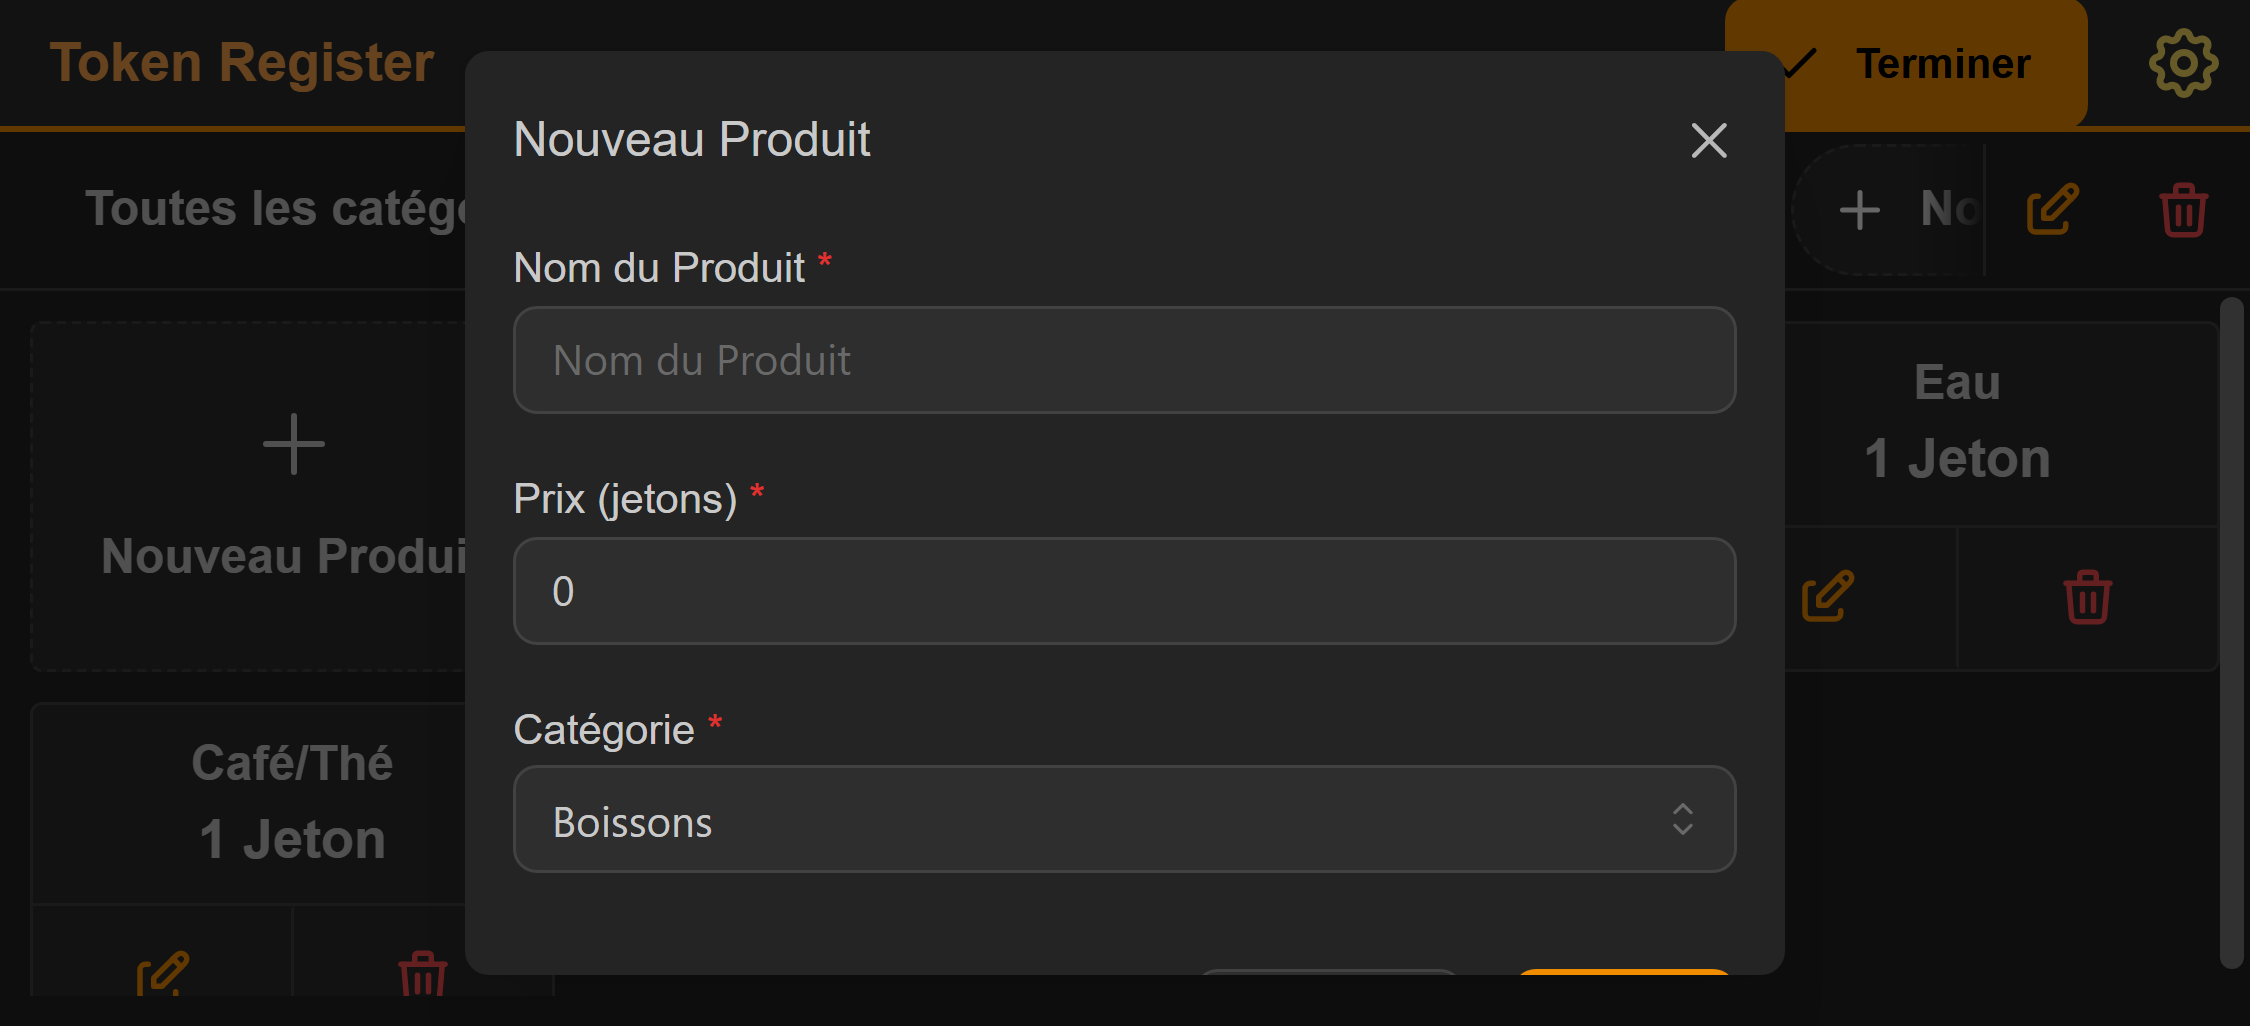 Token Register
Terminer
Toutes les catégo
No
Nouveau Produit
Nom du Produit *
Nom du Produit
Prix (jetons) *
0
Catégorie *
Boissons
Nouveau Produi
Eau
1 Jeton
Café/Thé
1 Jeton